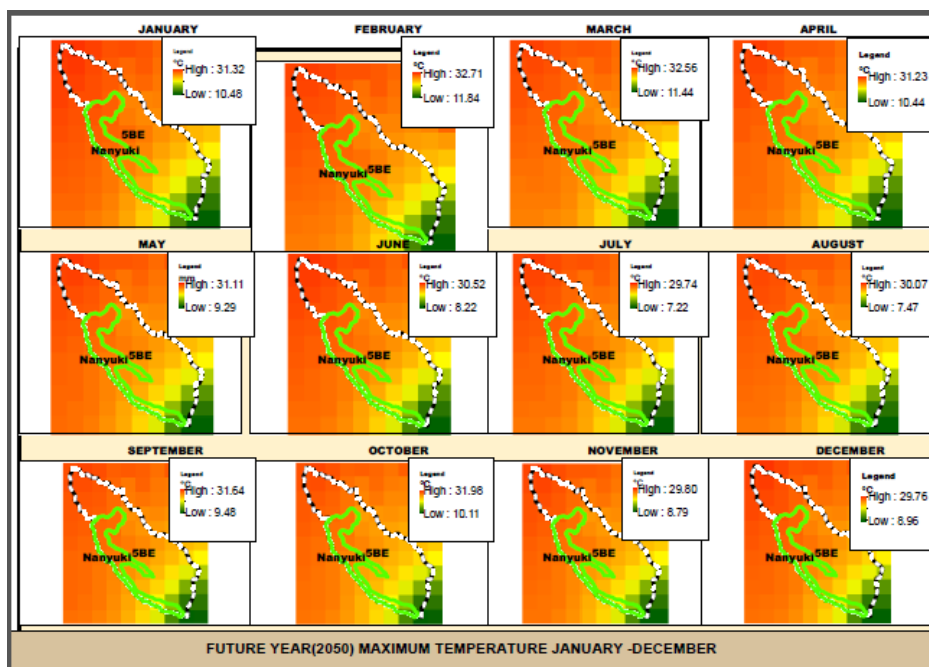 JANUARY
Legend
°C
High : 31.32
Low : 10.48
5BE
Nanyuki
FEBRUARY
Legend
°C
High : 32.71
Low : 11.84
Nanyuki 5BE
MARCH
Legend
°C
High : 32.56
Low : 11.44
Nanyuki 5BE
APRIL
Legend
°C
High : 31.23
Low : 10.44
Nanyuki 5BE
MAY
Legend
mm
High : 31.11
Low : 9.29
Nanyuki 5BE
JUNE
Legend
°C
High : 30.52
Low : 8.22
Nanyuki 5BE
JULY
Legend
°C
High : 29.74
Low : 7.22
Nanyuki 5BE
AUGUST
Legend
°C
High : 30.07
Low : 7.47
Nanyuki 5BE
SEPTEMBER
Legend
°C
High : 31.64
Low : 9.48
Nanyuki 5BE
OCTOBER
Legend
°C
High : 31.98
Low : 10.11
Nanyuki 5BE
NOVEMBER
Legend
°C
High : 29.80
Low : 8.79
Nanyuki 5BE
DECEMBER
Legend
°C
High : 29.76
Low : 8.96
Nanyuki 5BE
FUTURE YEAR(2050) MAXIMUM TEMPERATURE JANUARY -DECEMBER